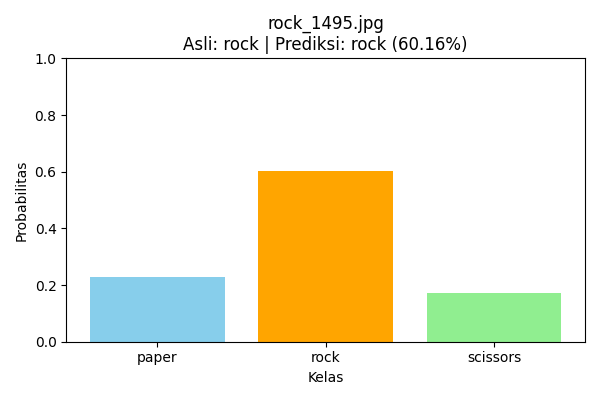 rock_1495.jpg
Asli: rock | Prediksi: rock (60.16%)
1.0
0.8
0.6
0.4
0.2
0.0
Probabilitas
paper rock scissors
Kelas